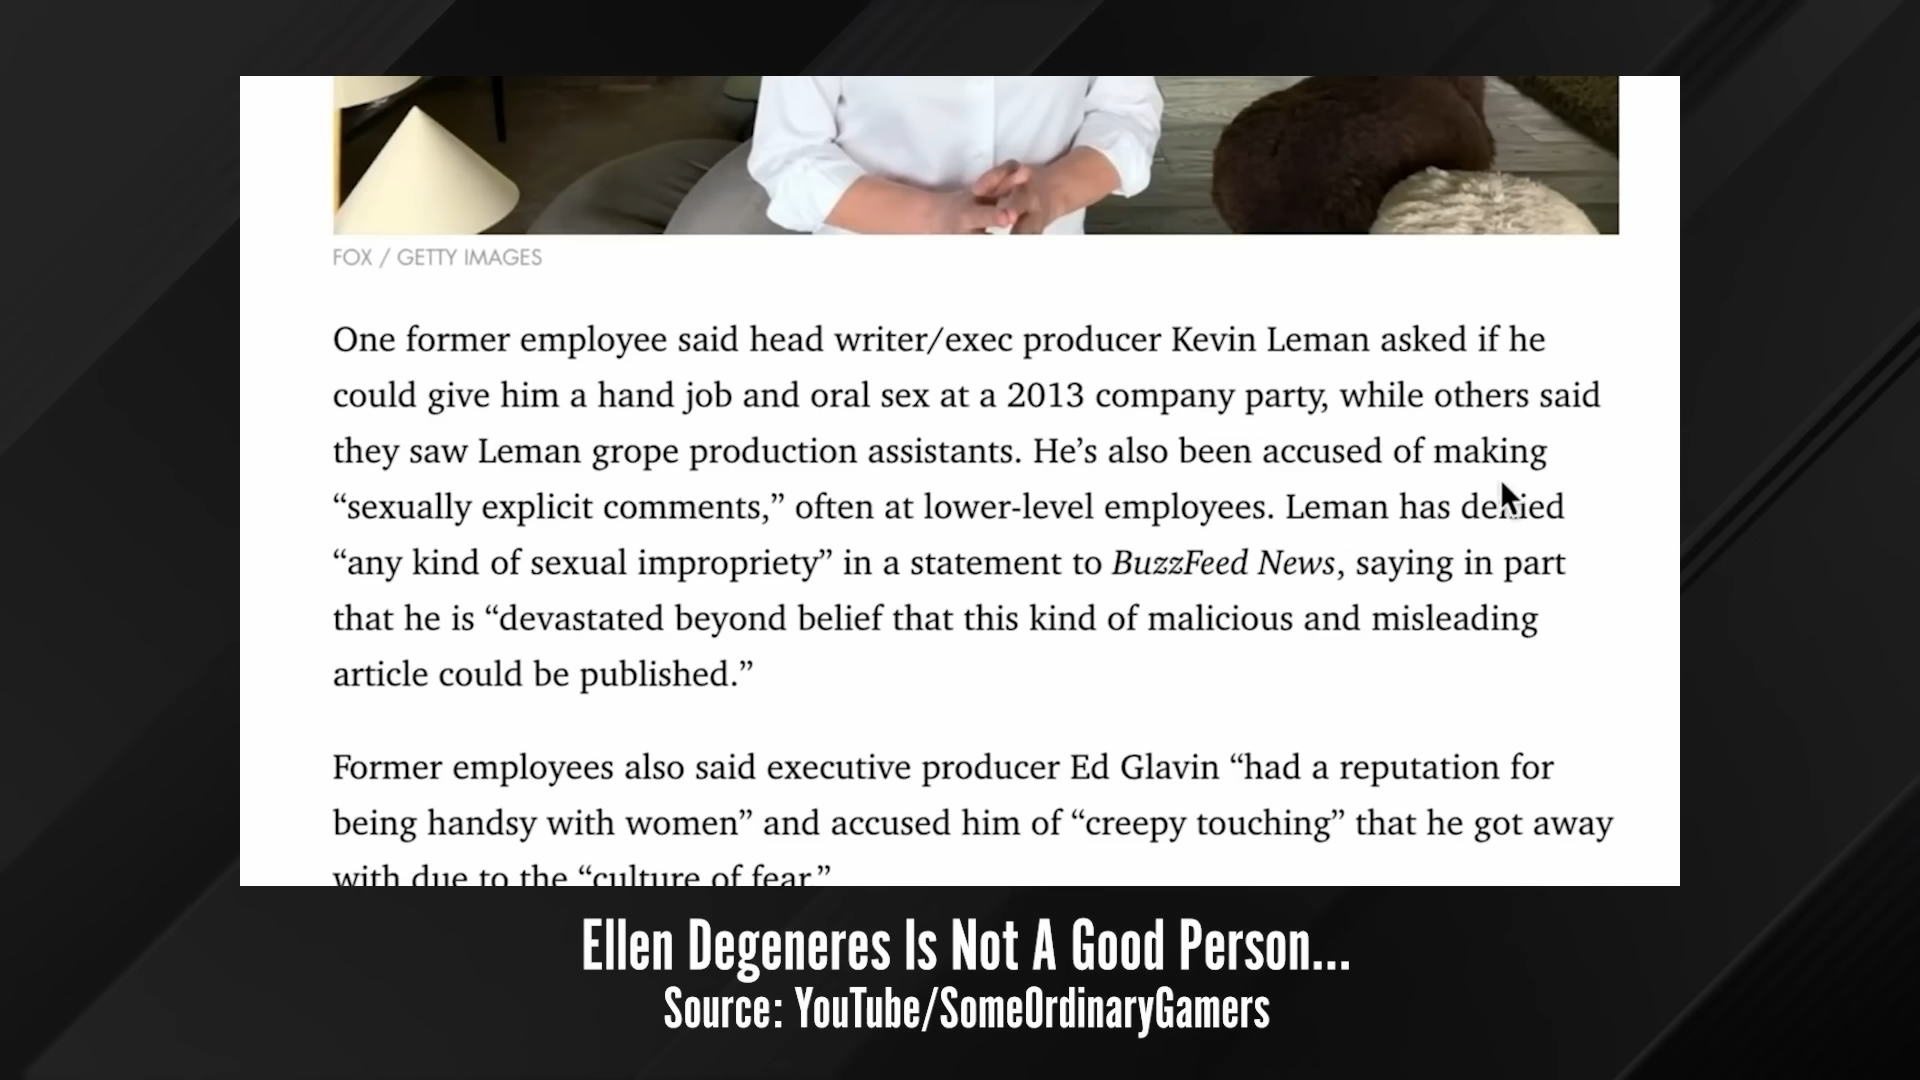 FOX / GETTY IMAGES
One former employee said head writer/exec producer Kevin Leman asked if he
could give him a hand job and oral sex at a 2013 company party, while others said
they saw Leman grope production assistants. He’s also been accused of making
“sexually explicit comments,” often at lower-level employees. Leman has denied
“any kind of sexual impropriety” in a statement to BuzzFeed News, saying in part
that he is “devastated beyond belief that this kind of malicious and misleading
article could be published.”
Former employees also said executive producer Ed Glavin “had a reputation for
being handsy with women” and accused him of “creepy touching” that he got away
with due to the “culture of fear.”
Ellen Degeneres Is Not A Good Person...
Source: YouTube/SomeOrdinaryGamers